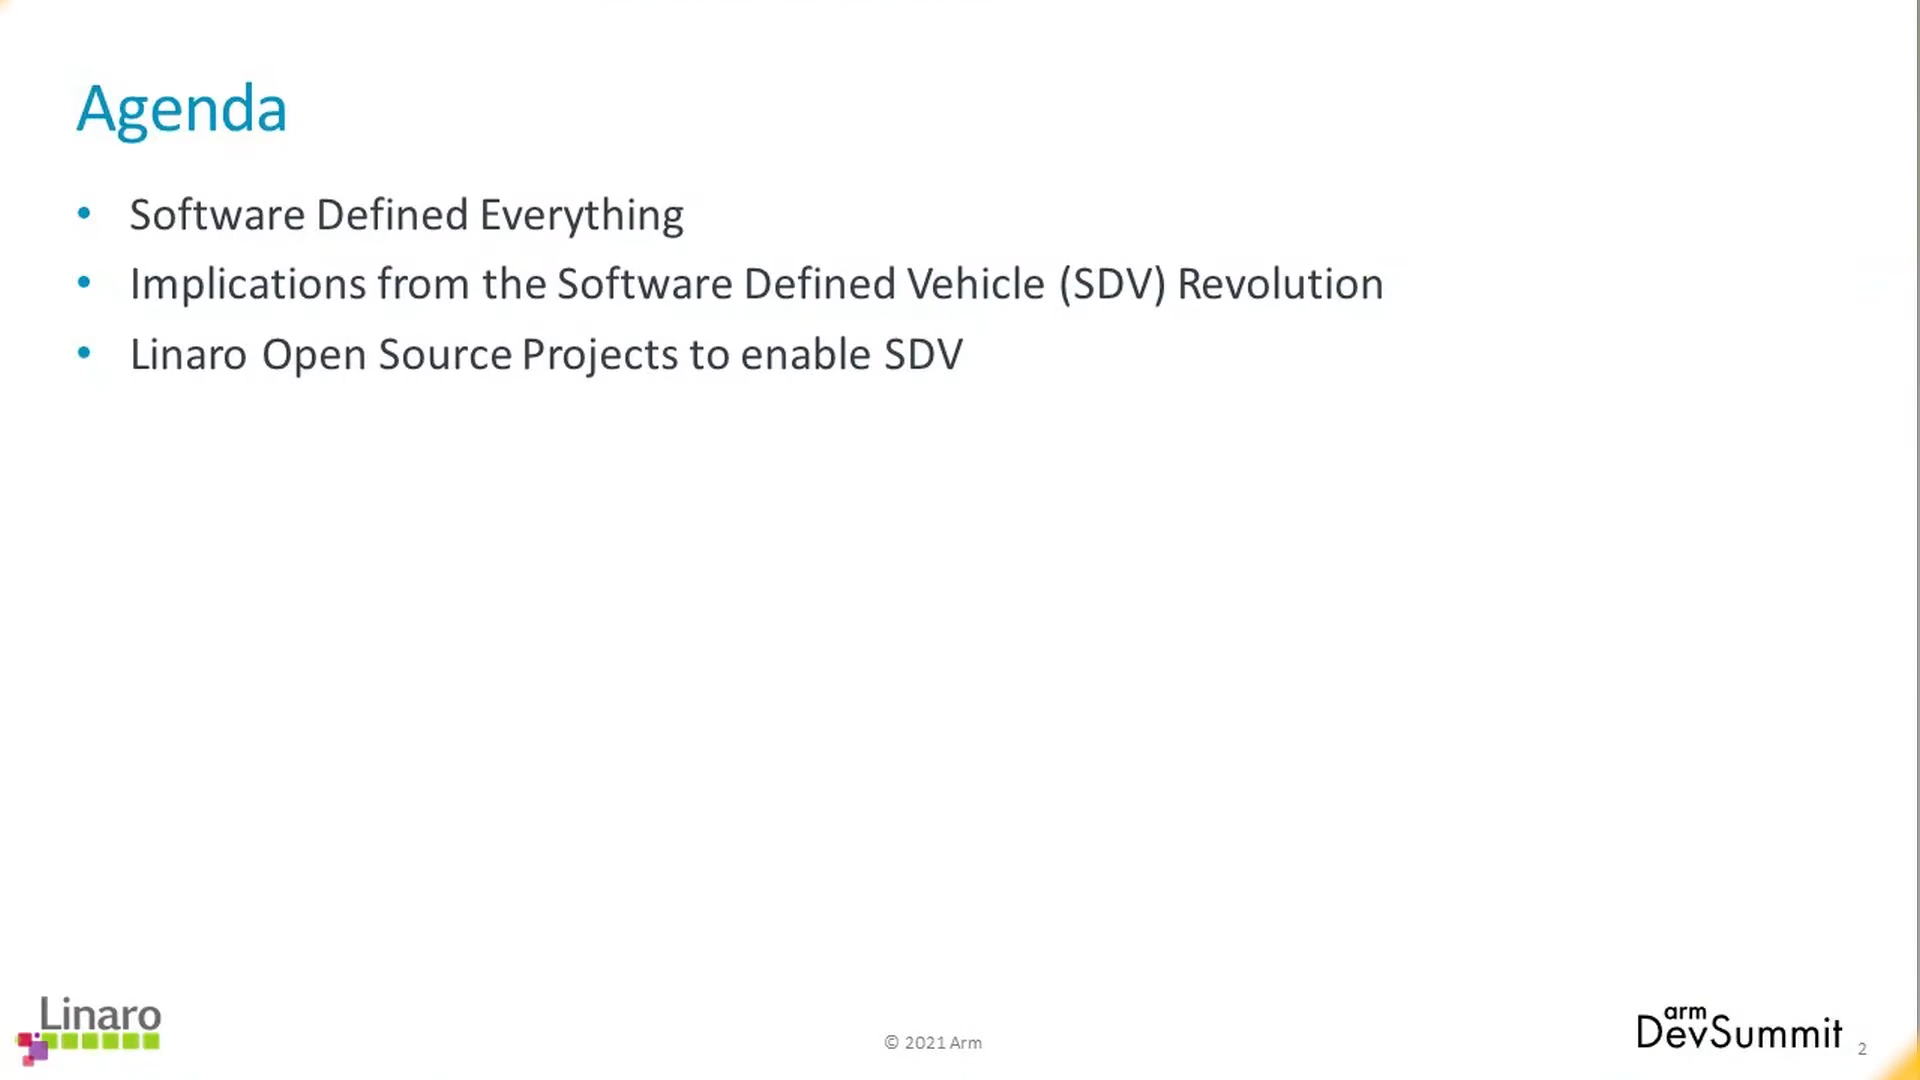 Agenda
• Software Defined Everything
• Implications from the Software Defined Vehicle (SDV) Revolution
• Linaro Open Source Projects to enable SDV
Linaro
© 2021 Arm
arm
DevSummit
2